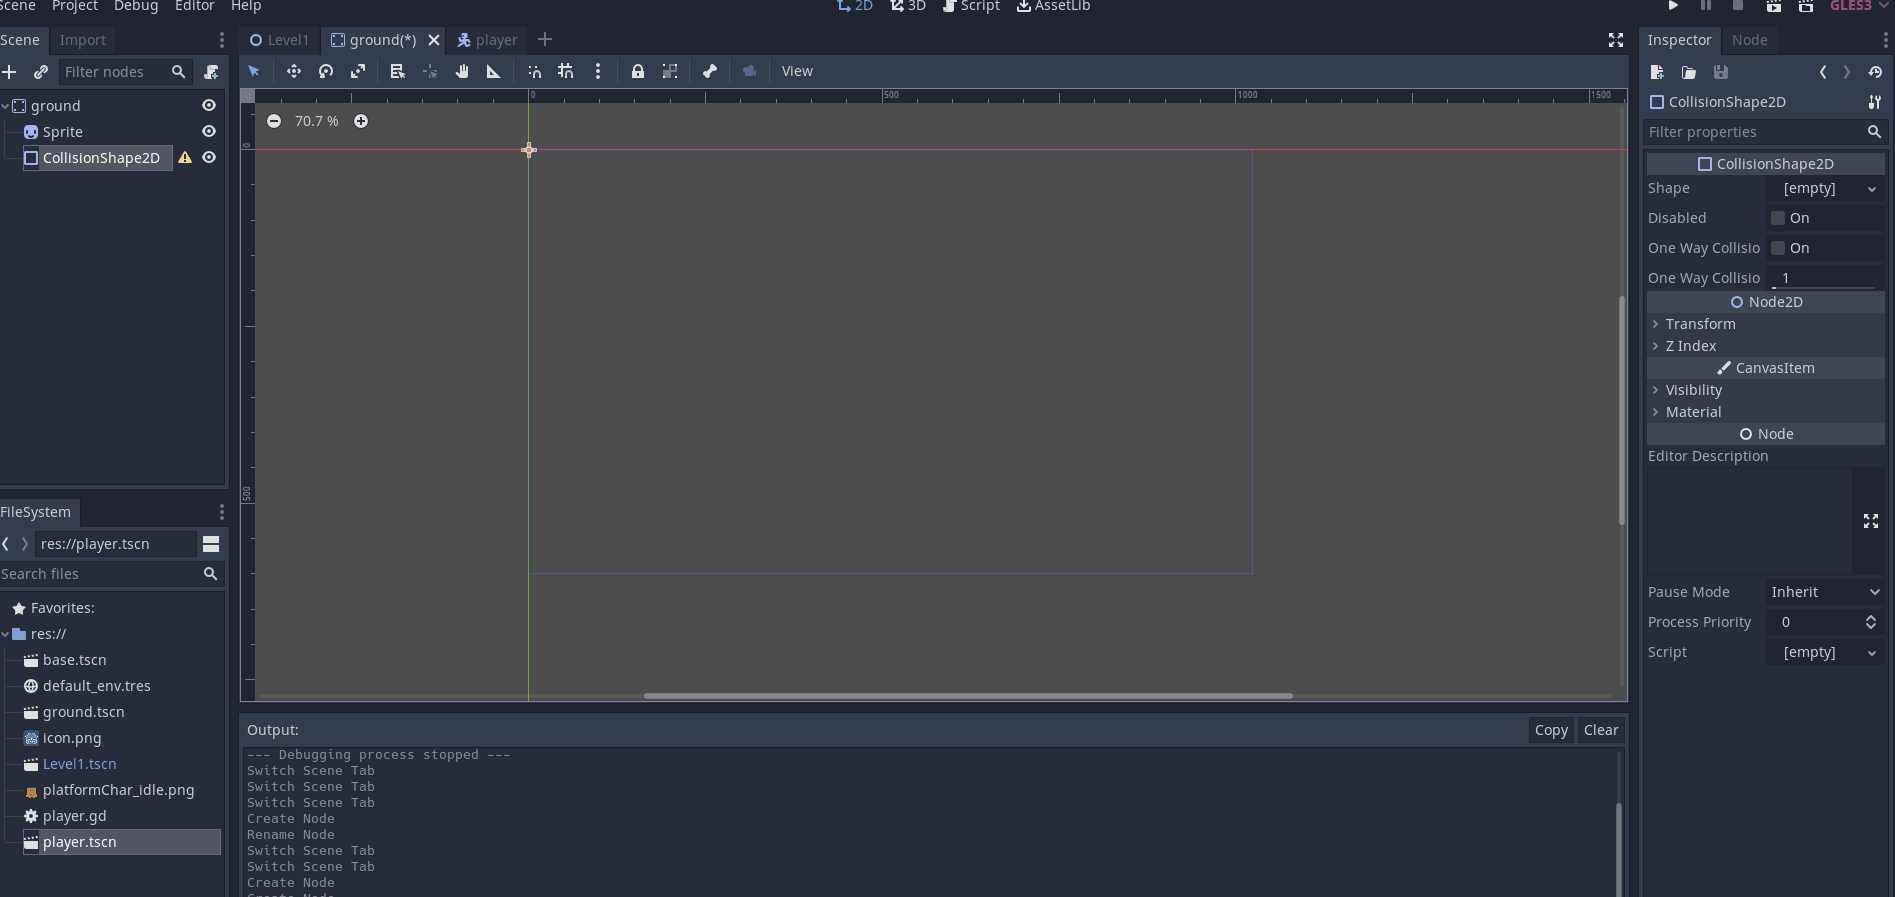 Scene Project Debug Editor Help 2D 3D Script AssetLib GLES3
Scene Import
Level1 ground(*) player
Inspector Node
Filter nodes
View
ground
Sprite
CollisionShape2D
0 500 1000 1500
70.7 %
0
500
CollisionShape2D
Filter properties
CollisionShape2D
Shape [empty]
Disabled On
One Way Collisio On
One Way Collisio 1
Node2D
Transform
Z Index
CanvasItem
Visibility
Material
Node
Editor Description
Pause Mode Inherit
Process Priority 0
Script [empty]
FileSystem
res://player.tscn
Search files
Favorites:
res://
base.tscn
default_env.tres
ground.tscn
icon.png
Level1.tscn
platformChar_idle.png
player.gd
player.tscn
Output: Copy Clear
--- Debugging process stopped ---
Switch Scene Tab
Switch Scene Tab
Switch Scene Tab
Create Node
Rename Node
Switch Scene Tab
Switch Scene Tab
Create Node